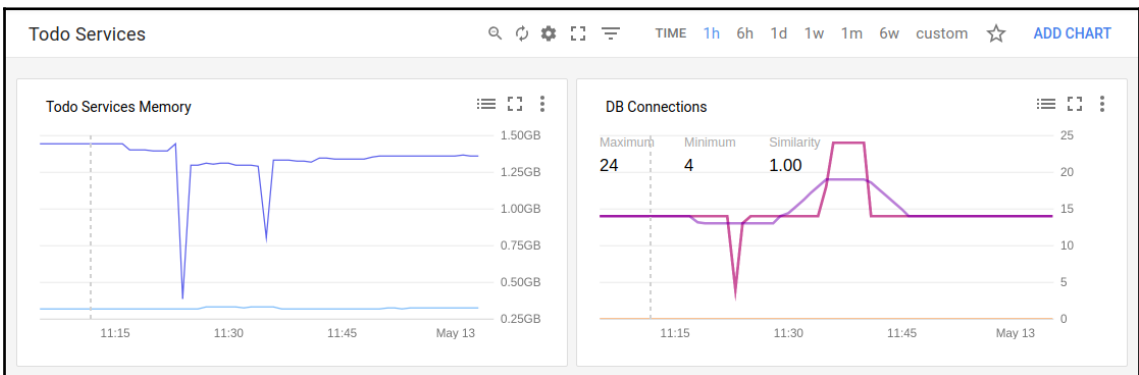 Todo Services
TIME 1h 6h 1d 1w 1m 6w custom ADD CHART
Todo Services Memory
1.50GB
1.25GB
1.00GB
0.75GB
0.50GB
0.25GB
11:15 11:30 11:45 May 13
DB Connections
Maximum Minimum Similarity
24 4 1.00
25
20
15
10
5
0
11:15 11:30 11:45 May 13